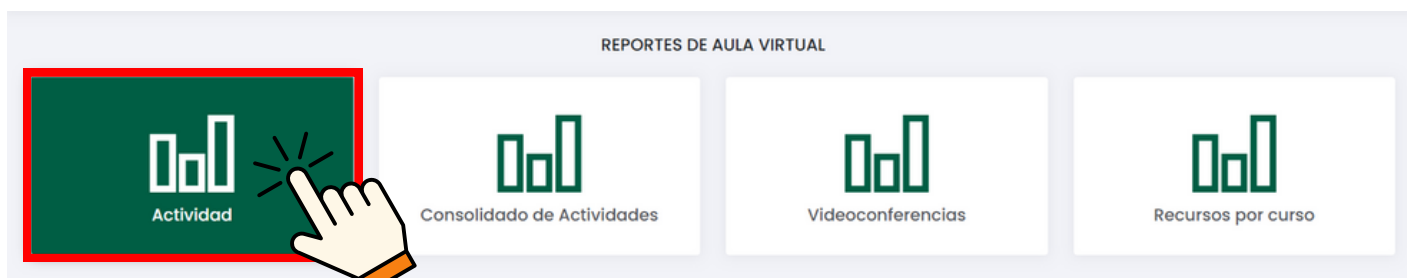 REPORTES DE AULA VIRTUAL
Actividad
Consolidado de Actividades
Videoconferencias
Recursos por curso